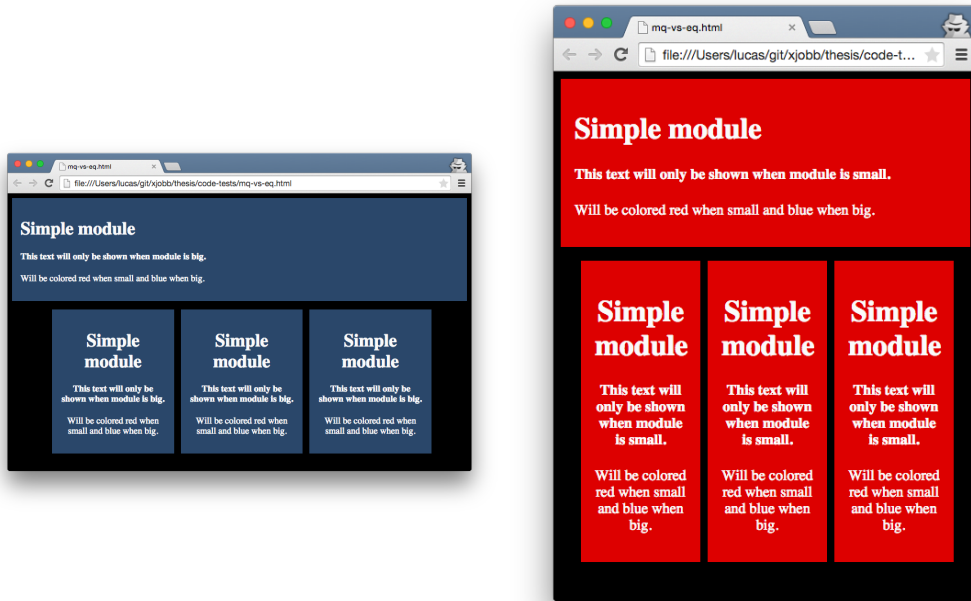 mq-vs-eq.html
file:///Users/lucas/git/xjobb/thesis/code-tests/mq-vs-eq.html
Simple module
This text will only be shown when module is big.
Will be colored red when small and blue when big.
Simple
module
This text will only be
shown when module is big.
Will be colored red when
small and blue when big.
Simple
module
This text will only be
shown when module is big.
Will be colored red when
small and blue when big.
Simple
module
This text will only be
shown when module is big.
Will be colored red when
small and blue when big.
mq-vs-eq.html
file:///Users/lucas/git/xjobb/thesis/code-t...
Simple module
This text will only be shown when module is small.
Will be colored red when small and blue when big.
Simple
module
This text will
only be shown
when module
is small.
Will be colored
red when small
and blue when
big.
Simple
module
This text will
only be shown
when module
is small.
Will be colored
red when small
and blue when
big.
Simple
module
This text will
only be shown
when module
is small.
Will be colored
red when small
and blue when
big.